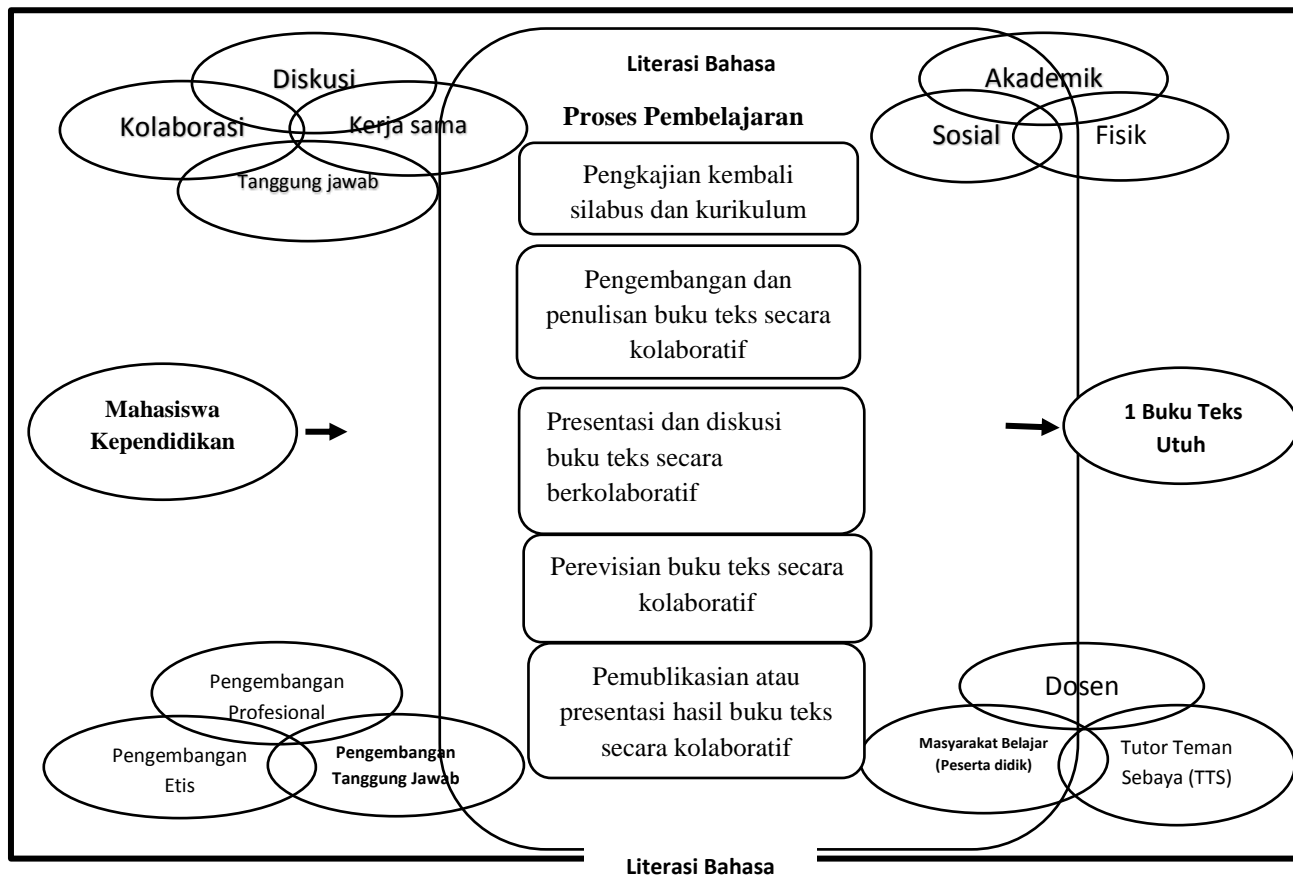 Diskusi
Kolaborasi
Kerja sama
Tanggung jawab
Literasi Bahasa
Proses Pembelajaran
Akademik
Sosial
Fisik
Pengkajian kembali
silabus dan kurikulum
Pengembangan dan
penulisan buku teks secara
kolaboratif
Mahasiswa
Kependidikan
Presentasi dan diskusi
buku teks secara
berkolaboratif
1 Buku Teks
Utuh
Perevisian buku teks secara
kolaboratif
Pengembangan
Profesional
Pengembangan
Etis
Pengembangan
Tanggung Jawab
Pemublikasian atau
presentasi hasil buku teks
secara kolaboratif
Dosen
Masyarakat Belajar
(Peserta didik)
Tutor Teman
Sebaya (TTS)
Literasi Bahasa